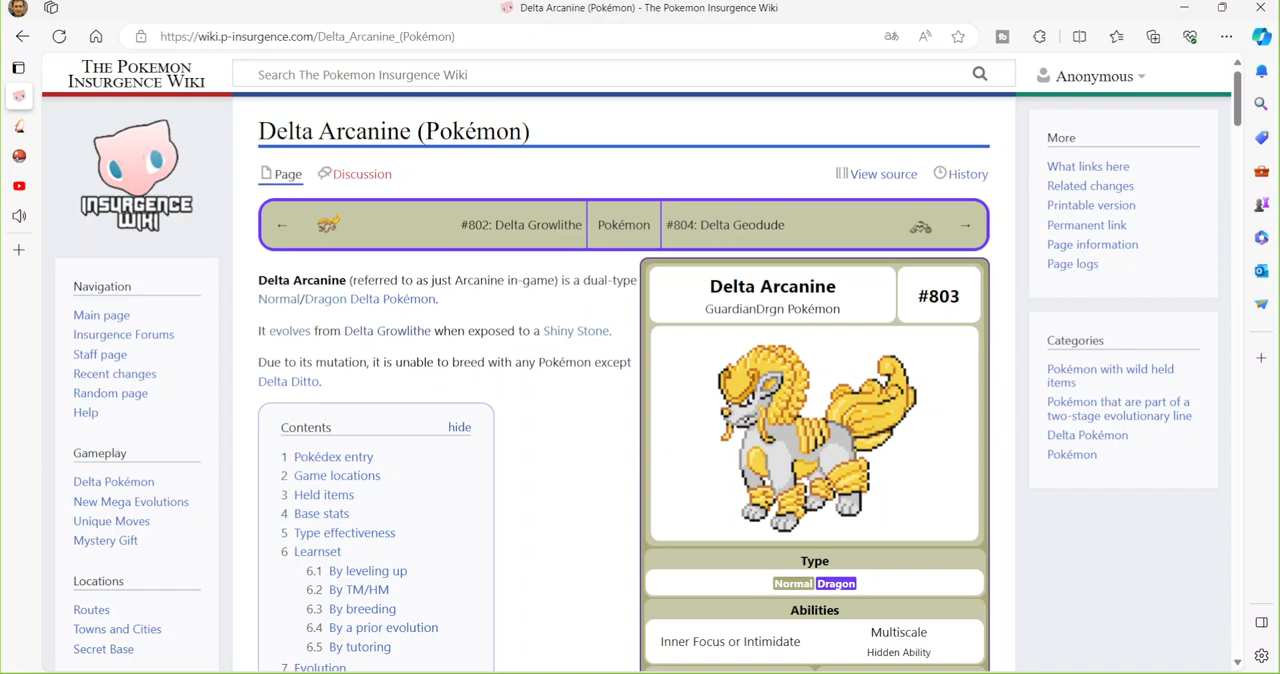 Delta Arcanine (Pokémon) - The Pokemon Insurgence Wiki
https://wiki.p-insurgence.com/Delta_Arcanine_(Pokémon)
THE POKEMON
INSURGENCE WIKI
Search The Pokemon Insurgence Wiki
Anonymous
INSURGENCE
WIKI
Navigation
Main page
Insurgence Forums
Staff page
Recent changes
Random page
Help
Gameplay
Delta Pokémon
New Mega Evolutions
Unique Moves
Mystery Gift
Locations
Routes
Towns and Cities
Secret Base
Delta Arcanine (Pokémon)
Page
Discussion
View source
History
← #802: Delta Growlithe
Pokémon
#804: Delta Geodude →
Delta Arcanine (referred to as just Arcanine in-game) is a dual-type
Normal/Dragon Delta Pokémon.
It evolves from Delta Growlithe when exposed to a Shiny Stone.
Due to its mutation, it is unable to breed with any Pokémon except
Delta Ditto.
Contents hide
1 Pokédex entry
2 Game locations
3 Held items
4 Base stats
5 Type effectiveness
6 Learnset
6.1 By leveling up
6.2 By TM/HM
6.3 By breeding
6.4 By a prior evolution
6.5 By tutoring
7 Evolution
Delta Arcanine
GuardianDrgn Pokémon
#803
Type
Normal Dragon
Abilities
Inner Focus or Intimidate
Multiscale
Hidden Ability
More
What links here
Related changes
Printable version
Permanent link
Page information
Page logs
Categories
Pokémon with wild held
items
Pokémon that are part of a
two-stage evolutionary line
Delta Pokémon
Pokémon